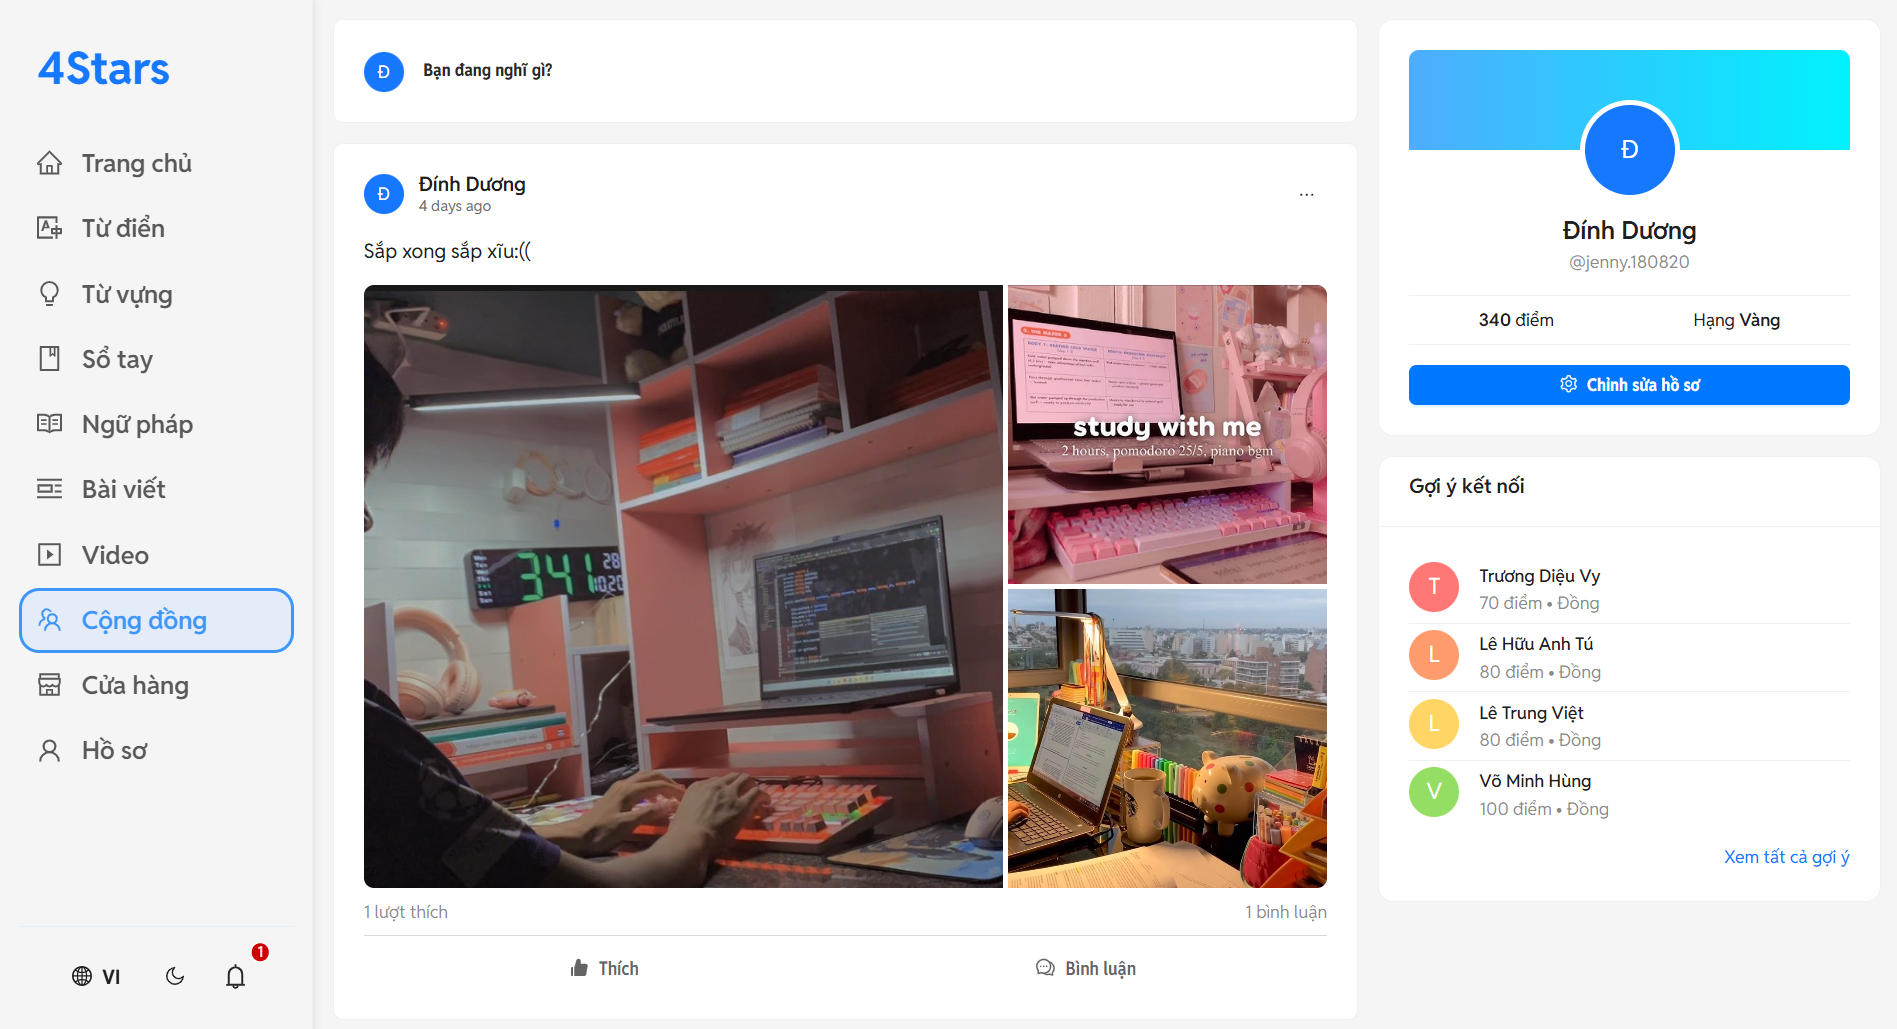 4Stars
Trang chủ
Từ điển
Từ vựng
Sổ tay
Ngữ pháp
Bài viết
Video
Cộng đồng
Cửa hàng
Hồ sơ
VI
1
Đ
Bạn đang nghĩ gì?
Đ
Đính Dương
4 days ago
...
Sắp xong sắp xĩu:((
341
study with me
2 hours, pomodoro 25/5, piano bgm
1 lượt thích
1 bình luận
Thích
Bình luận
Đ
Đính Dương
@jenny.180820
340 điểm
Hạng Vàng
Chỉnh sửa hồ sơ
Gợi ý kết nối
T
Trương Diệu Vy
70 điểm • Đồng
L
Lê Hữu Anh Tú
80 điểm • Đồng
L
Lê Trung Việt
80 điểm • Đồng
V
Võ Minh Hùng
100 điểm • Đồng
Xem tất cả gợi ý